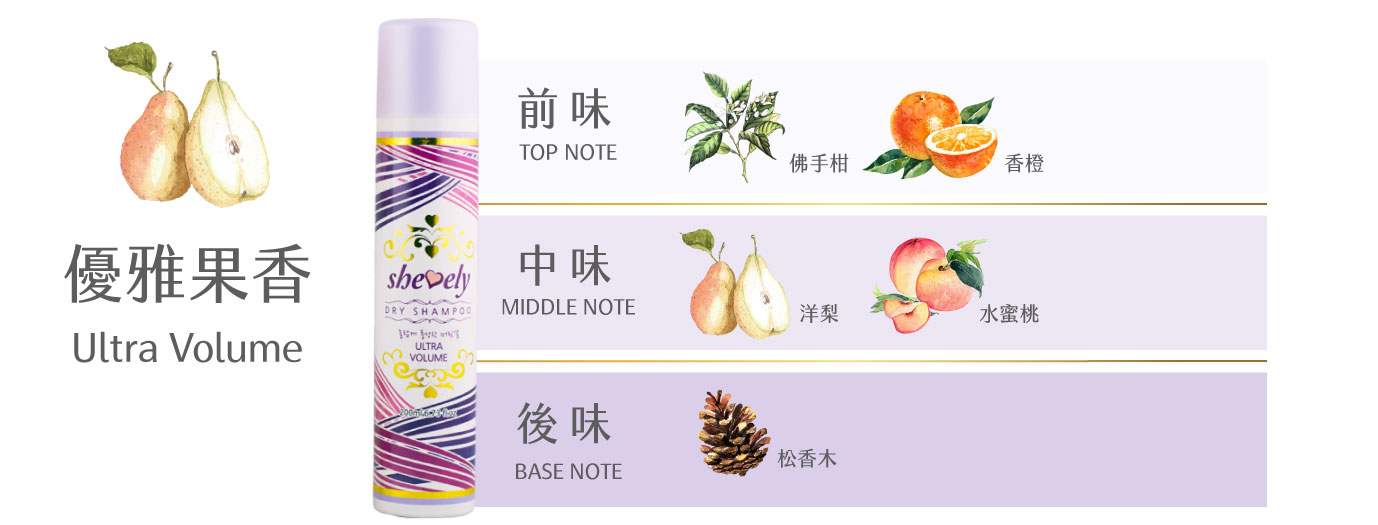 優雅果香
Ultra Volume
shevely
DRY SHAMPOO
ULTRA
VOLUME
前味
TOP NOTE
佛手柑
香橙
中味
MIDDLE NOTE
洋梨
水蜜桃
後味
BASE NOTE
松香木